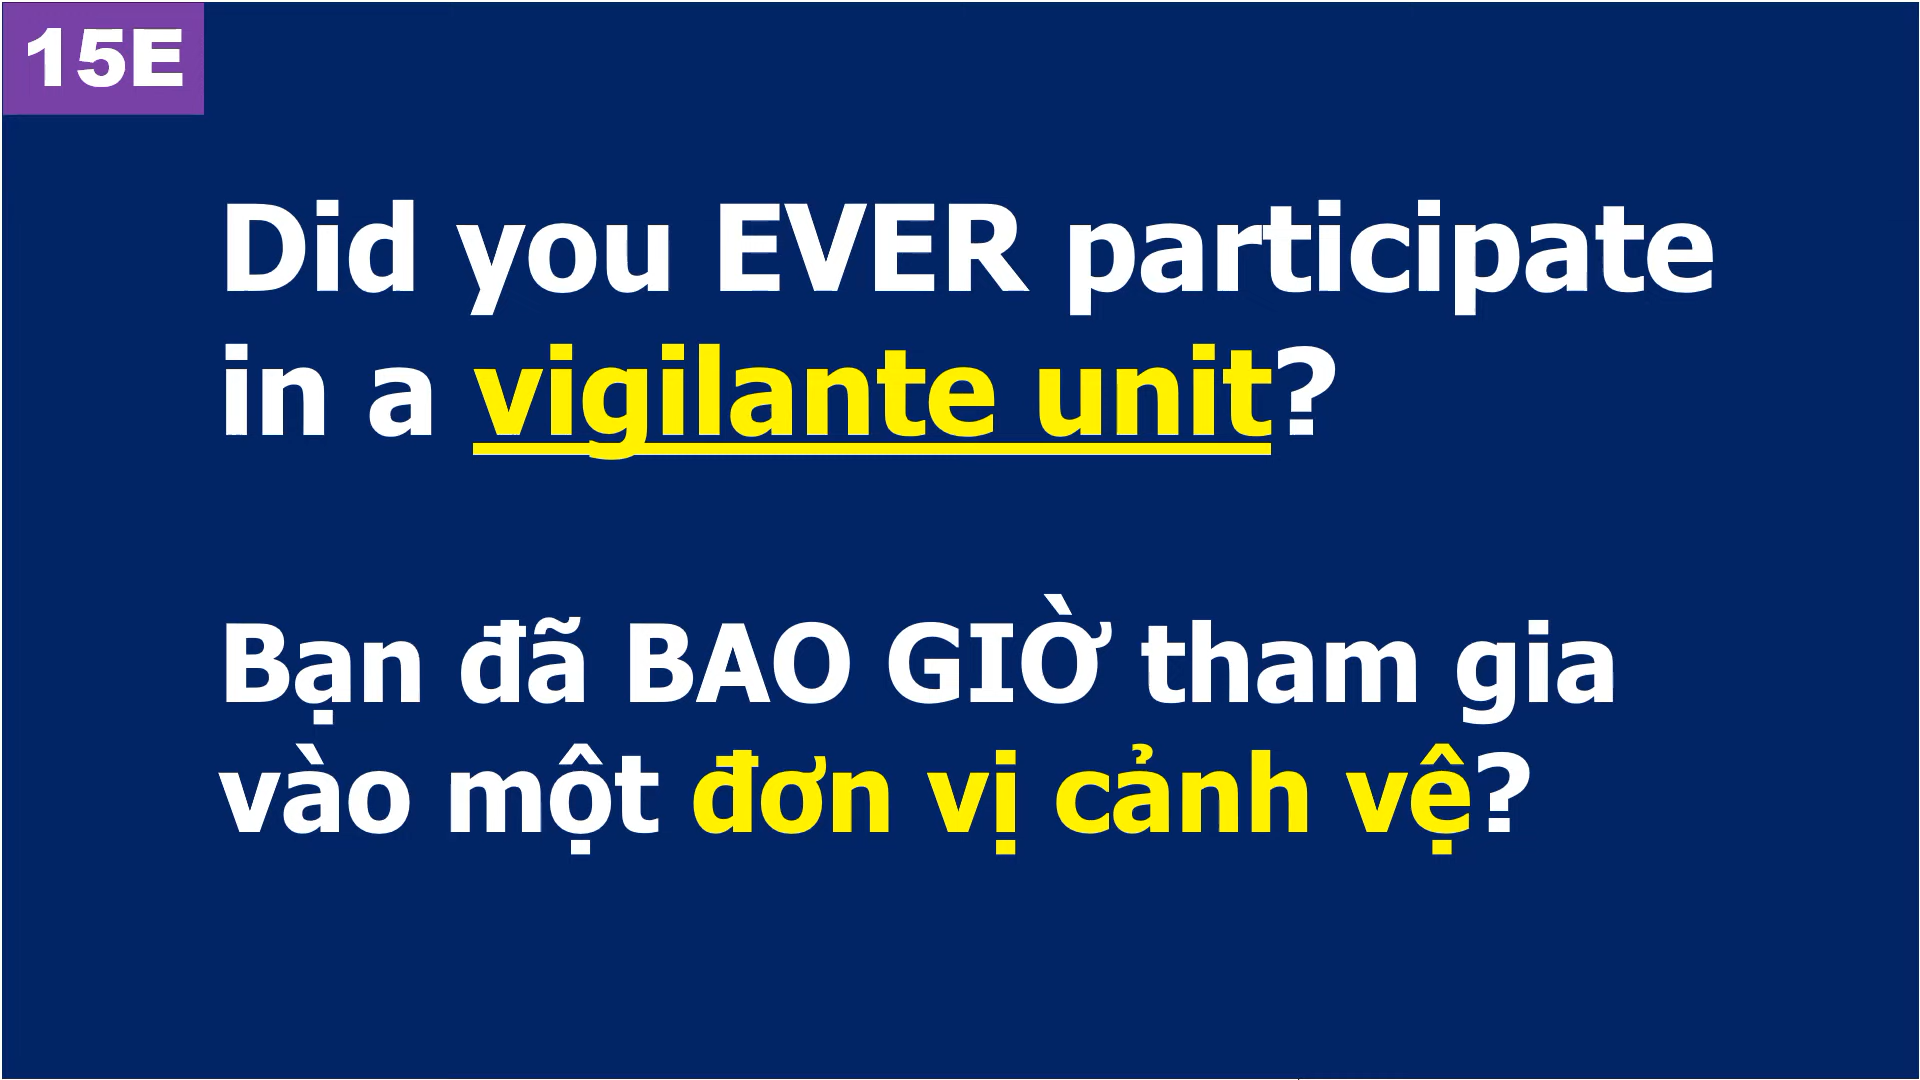 15E
Did you EVER participate
in a vigilante unit?
Bạn đã BAO GIỜ tham gia
vào một đơn vị cảnh vệ?